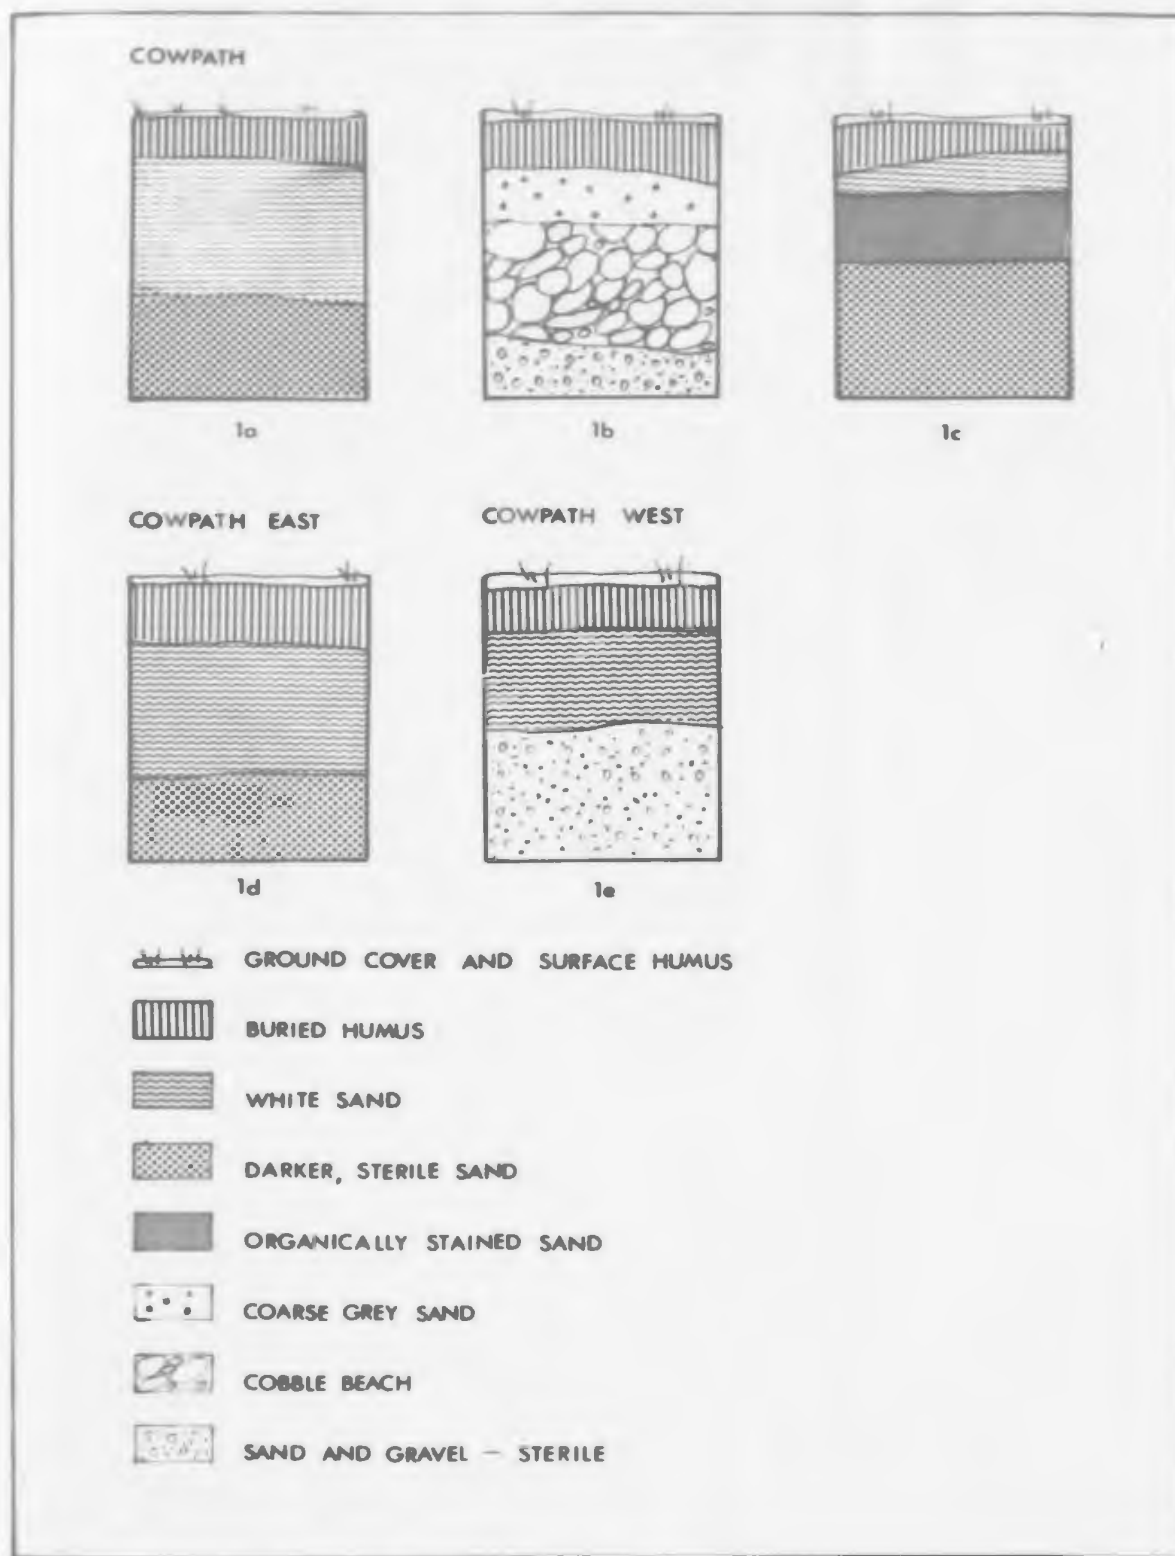 COWPATH
1a 1b 1c
COWPATH EAST COWPATH WEST
1d 1e
GROUND COVER AND SURFACE HUMUS
BURIED HUMUS
WHITE SAND
DARKER, STERILE SAND
ORGANICALLY STAINED SAND
COARSE GREY SAND
COBBLE BEACH
SAND AND GRAVEL – STERILE